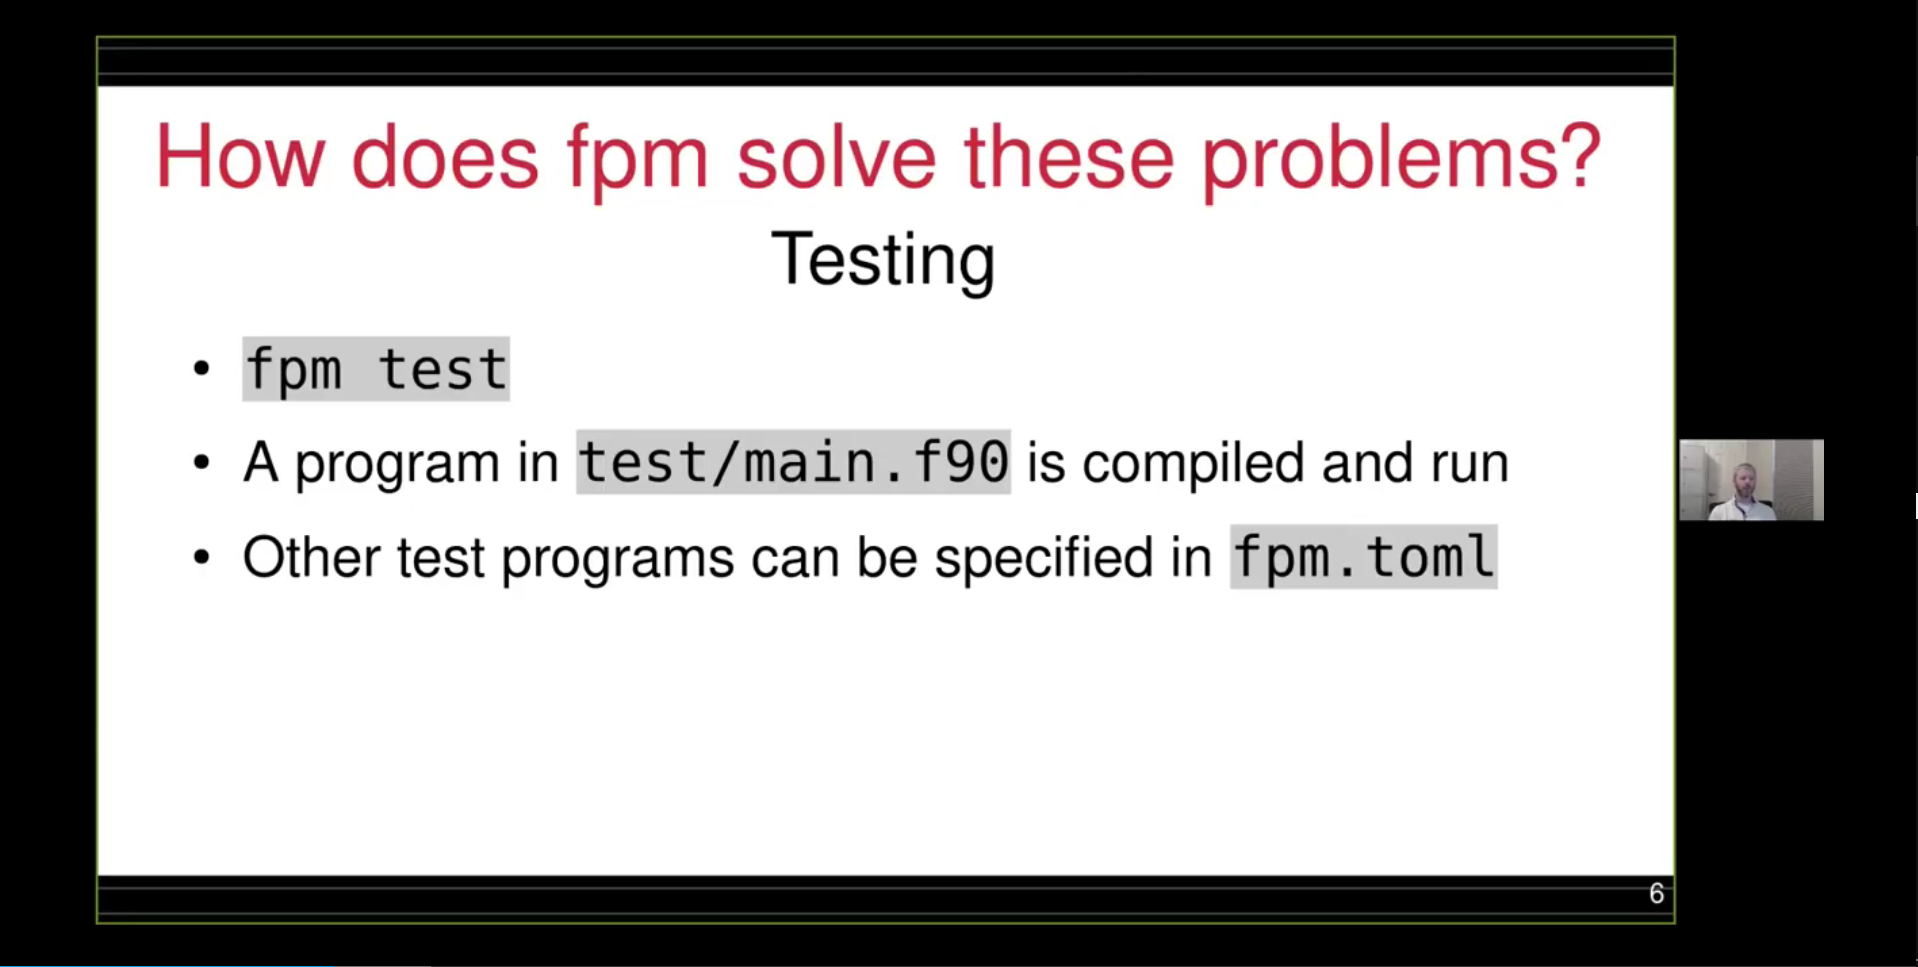 How does fpm solve these problems?
Testing
• fpm test
• A program in test/main.f90 is compiled and run
• Other test programs can be specified in fpm.toml
6